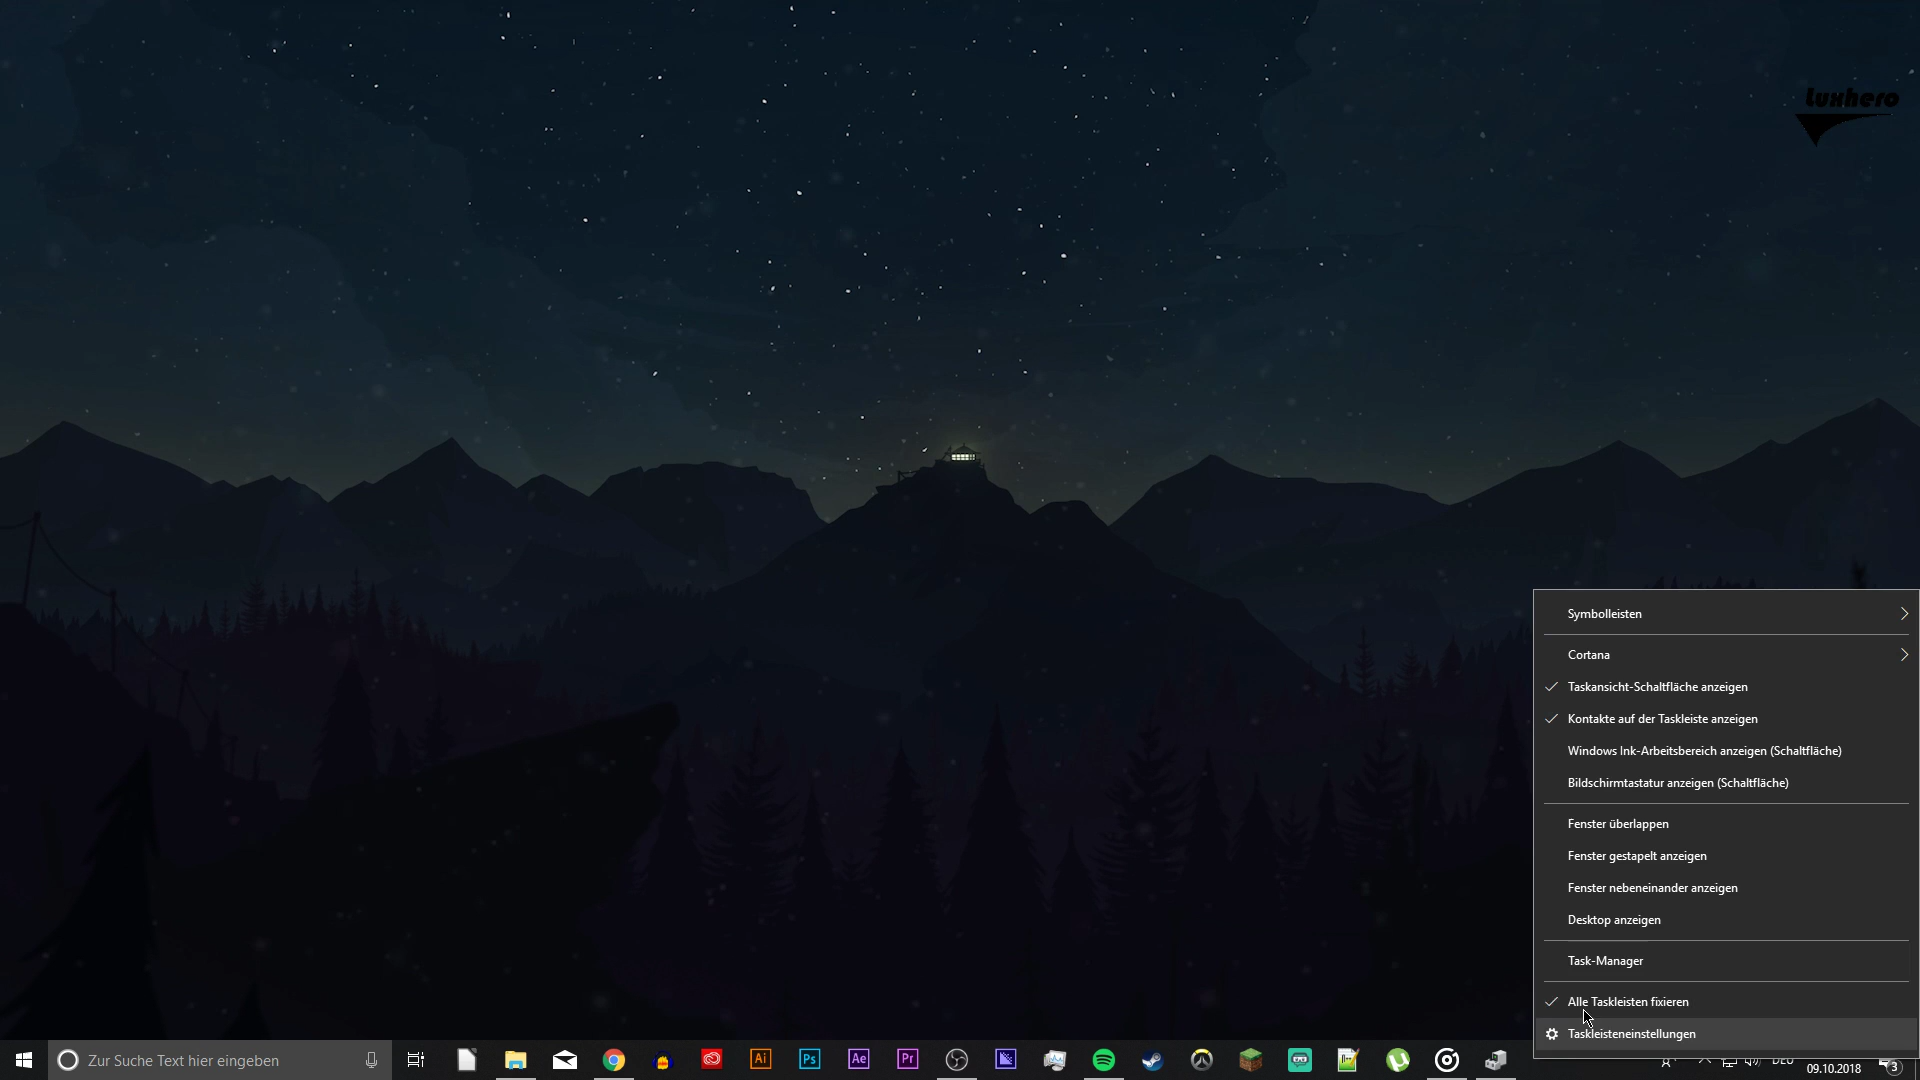 luxhero
Symbolleisten
Cortana
Taskansicht-Schaltfläche anzeigen
Kontakte auf der Taskleiste anzeigen
Windows Ink-Arbeitsbereich anzeigen (Schaltfläche)
Bildschirmtastatur anzeigen (Schaltfläche)
Fenster überlappen
Fenster gestapelt anzeigen
Fenster nebeneinander anzeigen
Desktop anzeigen
Task-Manager
Alle Taskleisten fixieren
Taskleisteneinstellungen
Zur Suche Text hier eingeben
Ai
Ps
Ae
Pr
DEU
09.10.2018
3